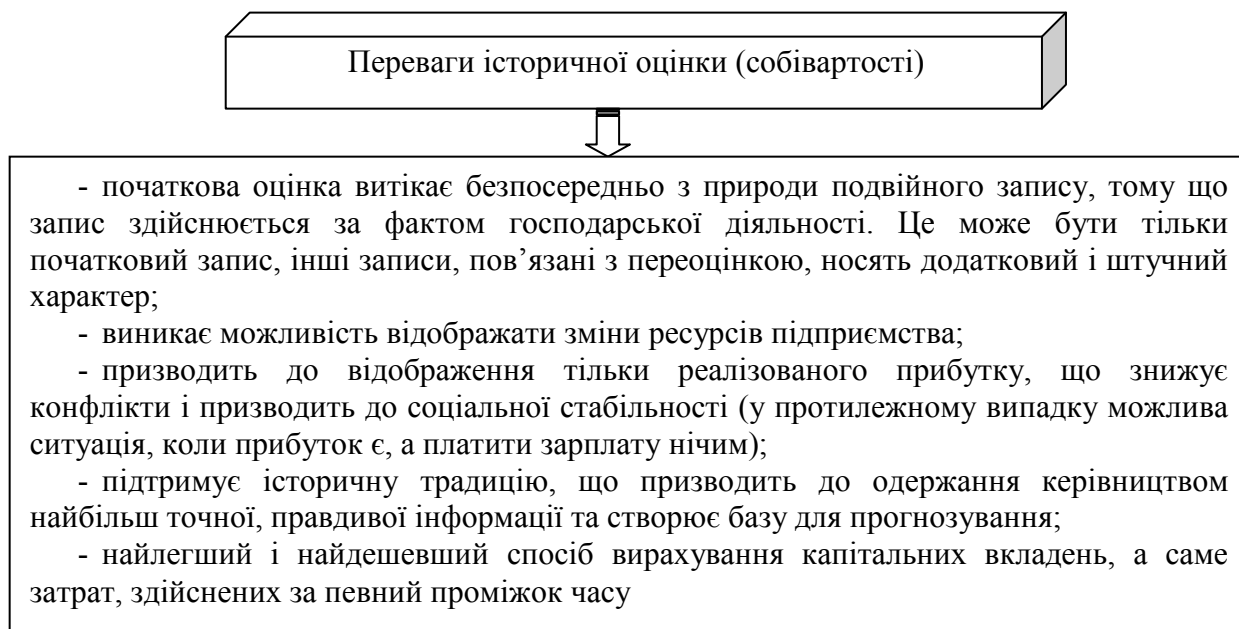 Переваги історичної оцінки (собівартості)
- початкова оцінка витікає безпосередньо з природи подвійного запису, тому що
запис здійснюється за фактом господарської діяльності. Це може бути тільки
початковий запис, інші записи, пов’язані з переоцінкою, носять додатковий і штучний
характер;
- виникає можливість відображати зміни ресурсів підприємства;
- призводить до відображення тільки реалізованого прибутку, що знижує
конфлікти і призводить до соціальної стабільності (у протилежному випадку можлива
ситуація, коли прибуток є, а платити зарплату нічим);
- підтримує історичну традицію, що призводить до одержання керівництвом
найбільш точної, правдивої інформації та створює базу для прогнозування;
- найлегший і найдешевший спосіб вирахування капітальних вкладень, а саме
затрат, здійснених за певний проміжок часу